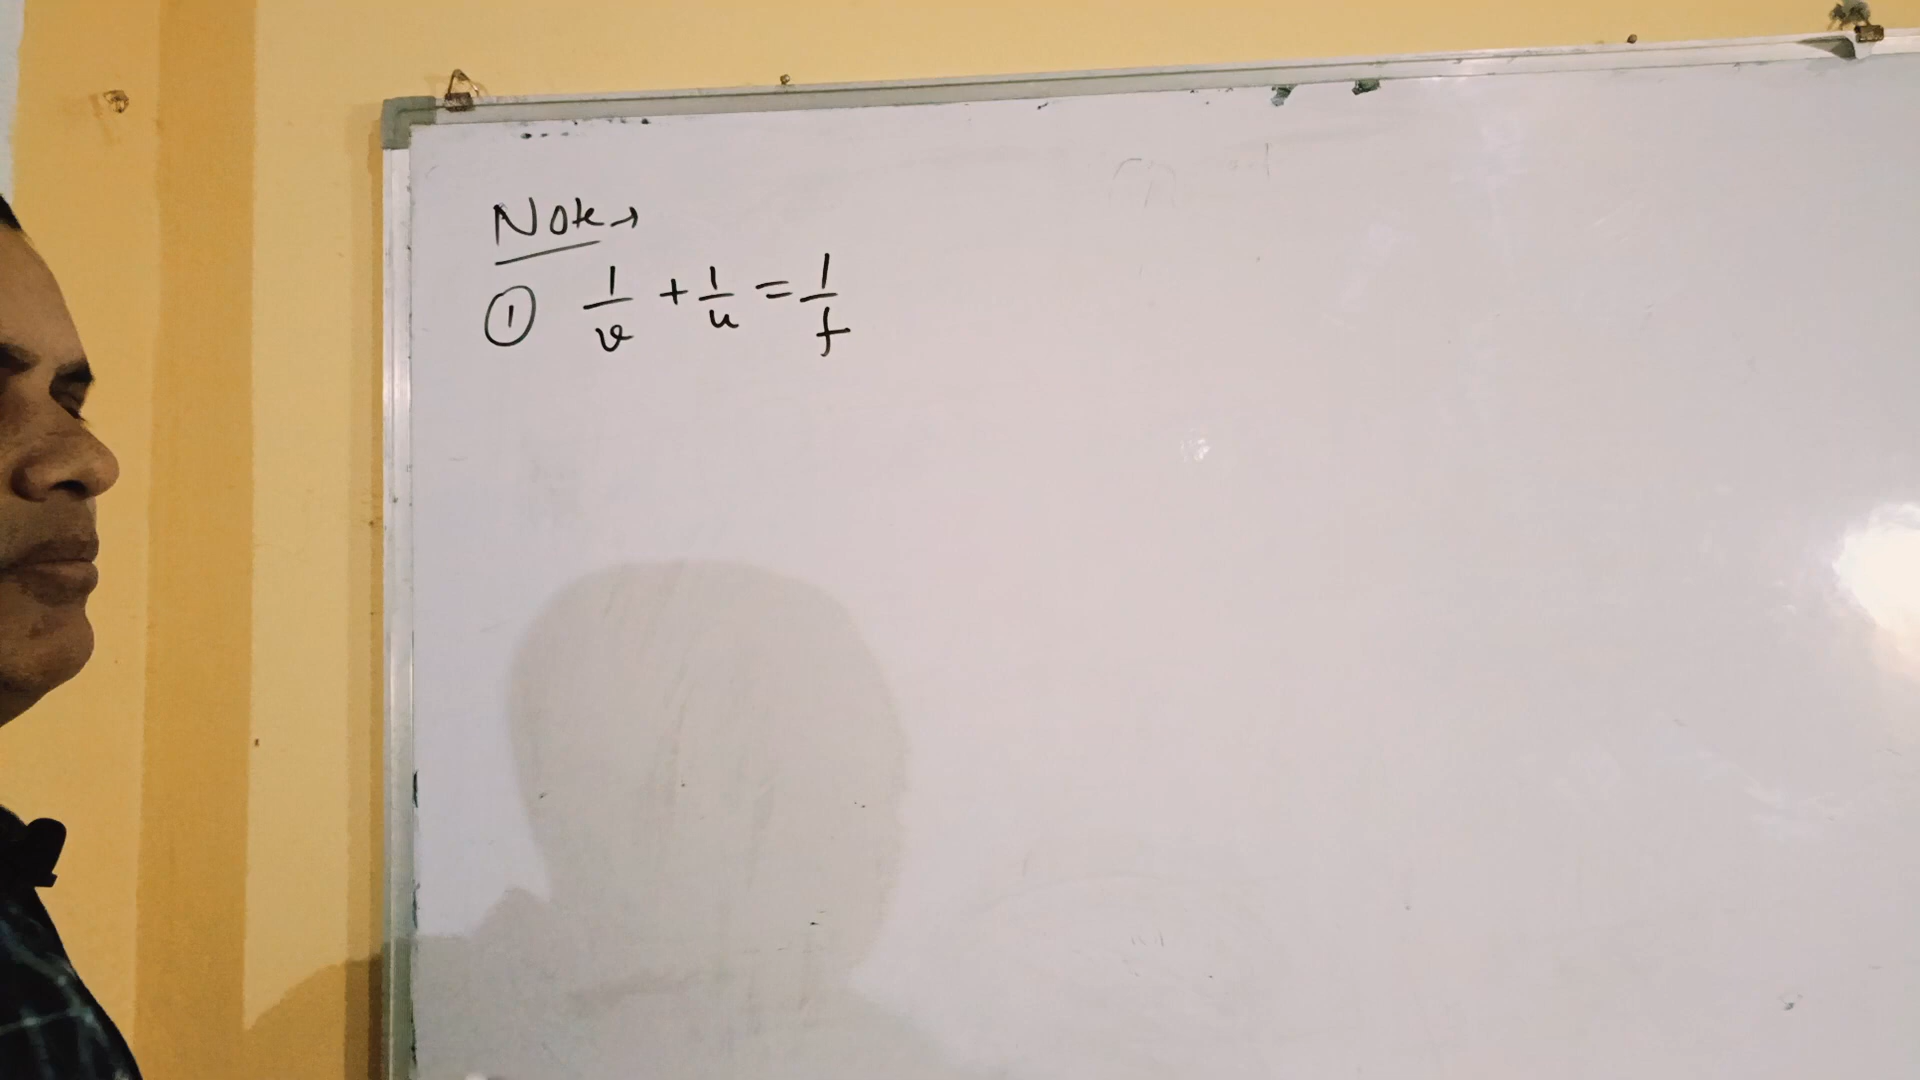 Note →
① 1/v + 1/u = 1/f